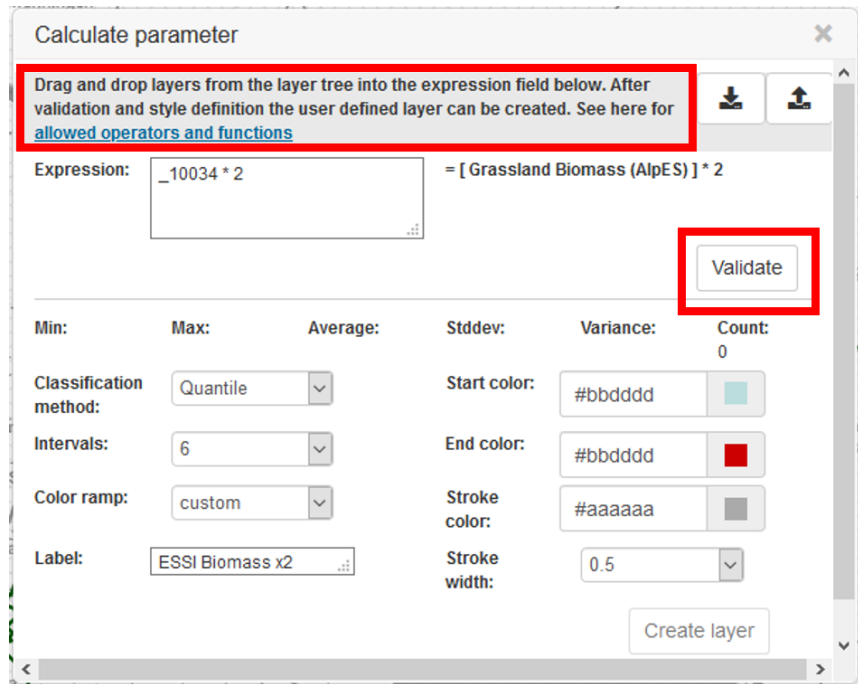 Calculate parameter
Drag and drop layers from the layer tree into the expression field below. After
validation and style definition the user defined layer can be created. See here for
allowed operators and functions
Expression:
_10034 * 2
= [ Grassland Biomass (AlpES) ] * 2
Validate
Min:
Max:
Average:
Stddev:
Variance:
Count:
0
Classification
method:
Quantile
Start color:
#bbdddd
Intervals:
6
End color:
#bbdddd
Color ramp:
custom
Stroke
color:
#aaaaaa
Label:
ESSI Biomass x2
Stroke
width:
0.5
Create layer